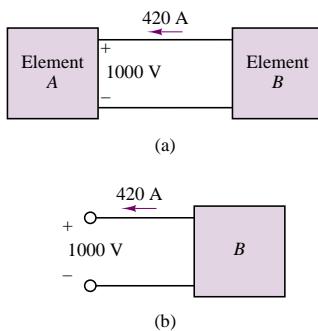 420 A
Element
A
+
1000 V
−
Element
B
(a)
420 A
+
1000 V
−
B
(b)